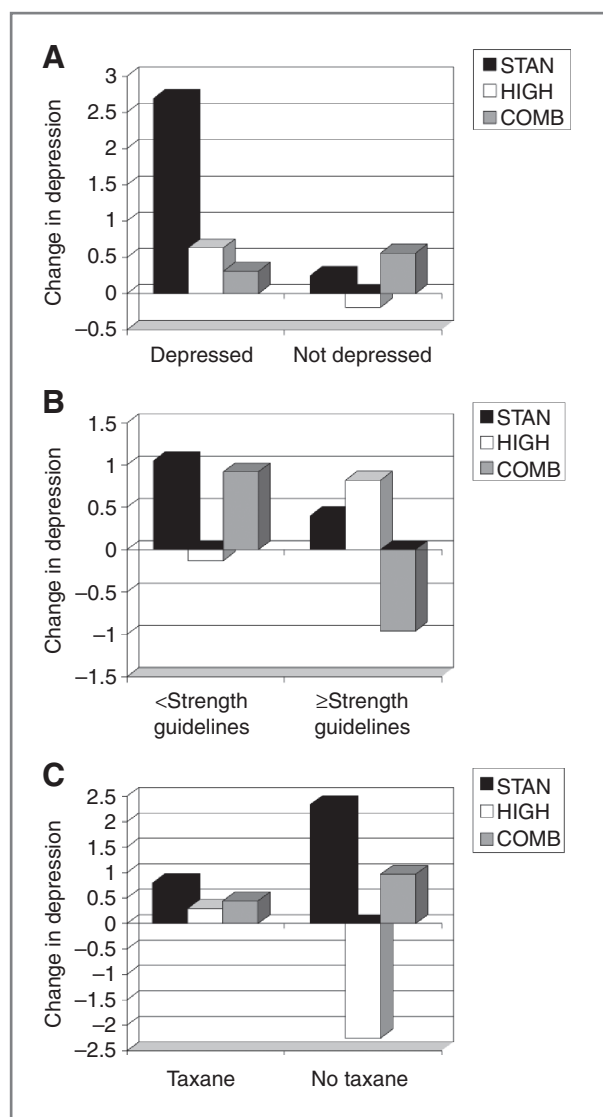 A
Change in depression
3
2.5
2
1.5
1
0.5
0
−0.5
Depressed
Not depressed
STAN
HIGH
COMB
B
Change in depression
1.5
1
0.5
0
−0.5
−1
−1.5
<Strength
guidelines
≥Strength
guidelines
STAN
HIGH
COMB
C
Change in depression
2.5
2
1.5
1
0.5
0
−0.5
−1
−1.5
−2
−2.5
Taxane
No taxane
STAN
HIGH
COMB